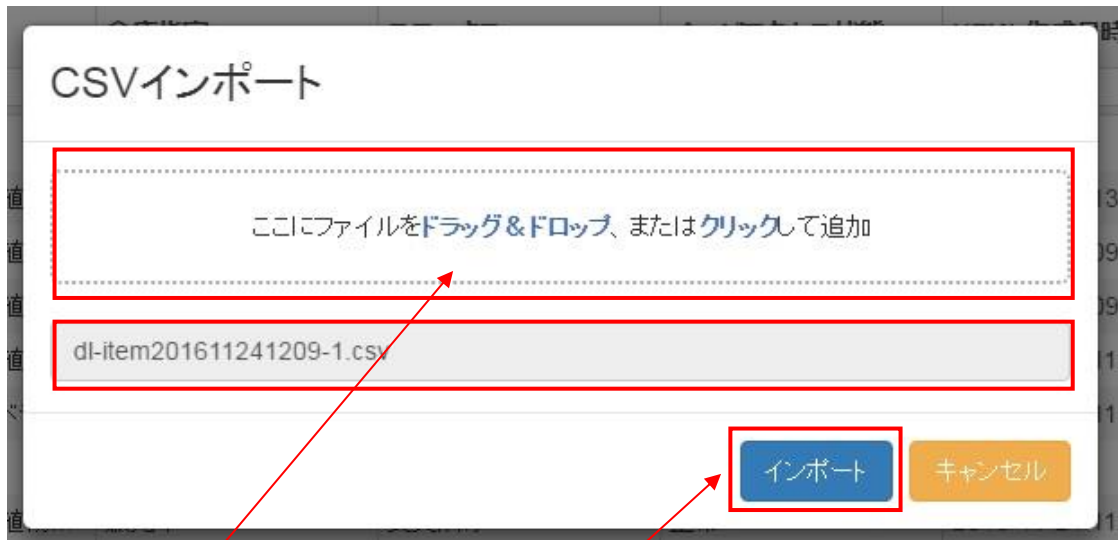 CSVインポート
ここにファイルをドラッグ&ドロップ、またはクリックして追加
dl-item201611241209-1.csv
インポート
キャンセル